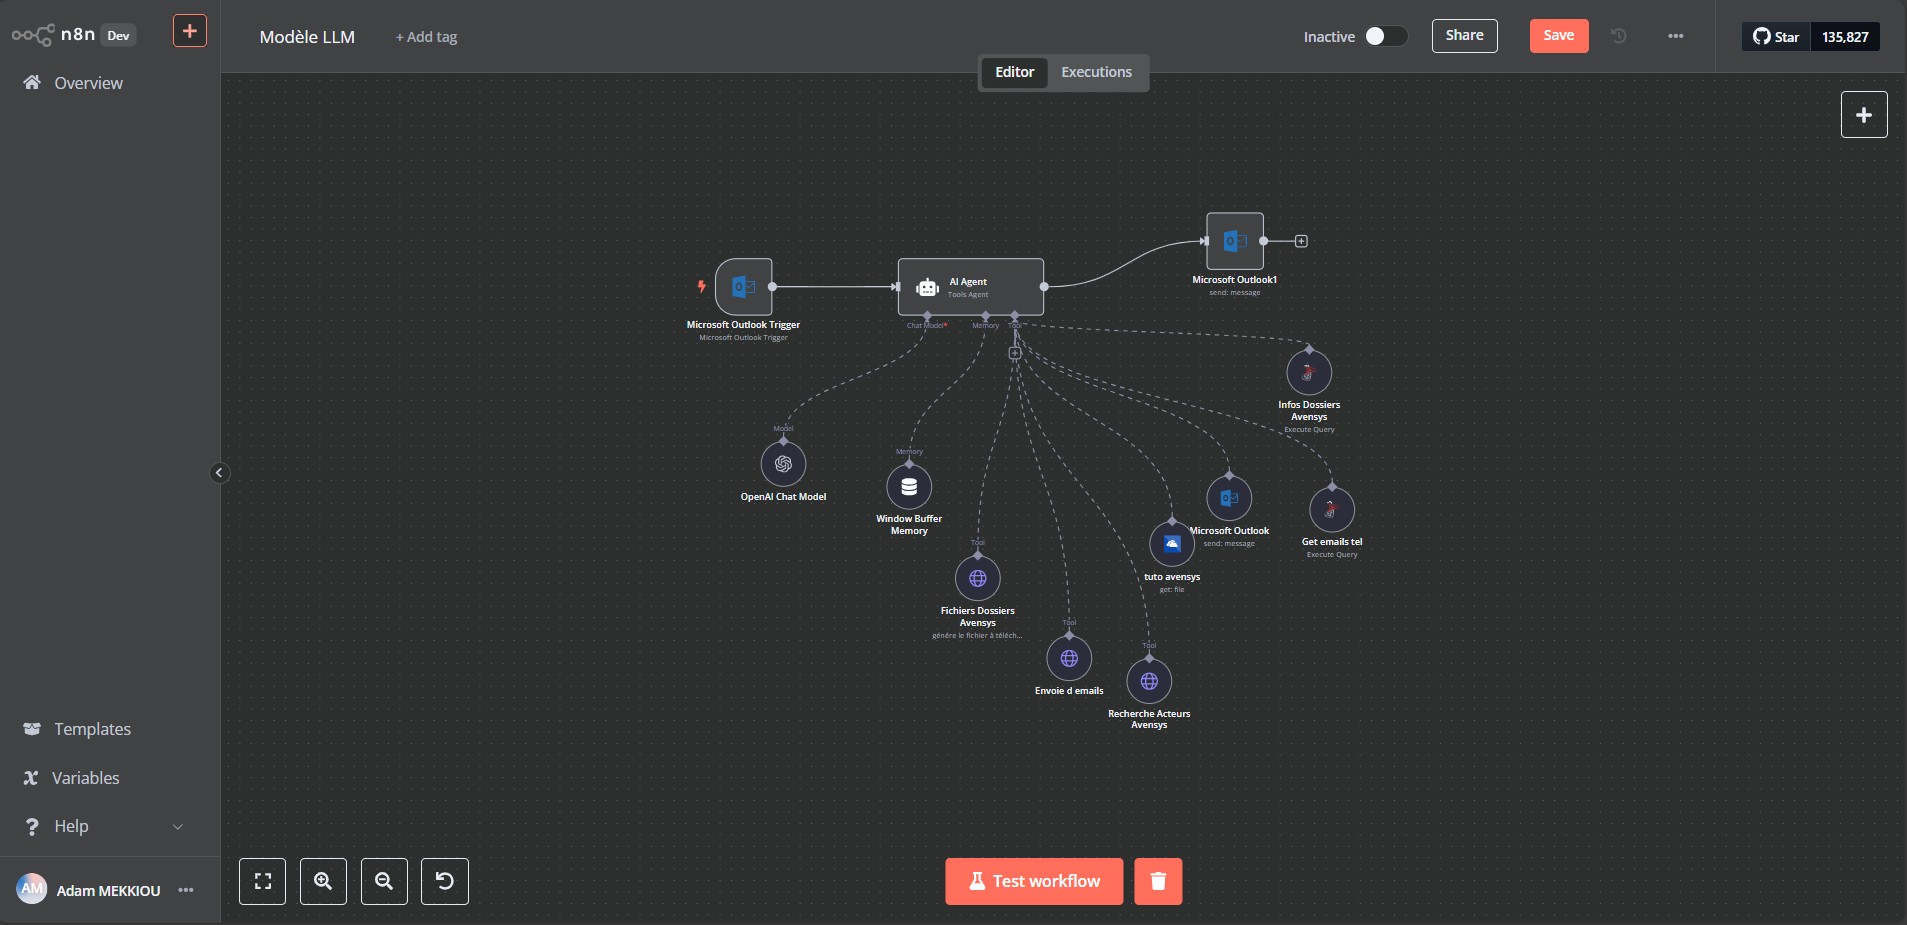 n8n Dev
Modèle LLM
+ Add tag
Inactive
Share
Save
Star
135,827
Editor
Executions
Overview
Microsoft Outlook Trigger
Microsoft Outlook Trigger
AI Agent
Tools Agent
Chat Model*
Memory
Tool
Microsoft Outlook1
send: message
Infos Dossiers
Avensys
Execute Query
Model
OpenAI Chat Model
Memory
Window Buffer
Memory
Microsoft Outlook
send: message
Get emails tel
Execute Query
tuto avensys
get: file
Tool
Fichiers Dossiers
Avensys
génére le fichier à téléch...
Tool
Envoie d emails
Tool
Recherche Acteurs
Avensys
Templates
Variables
Help
AM
Adam MEKKIOU
Test workflow